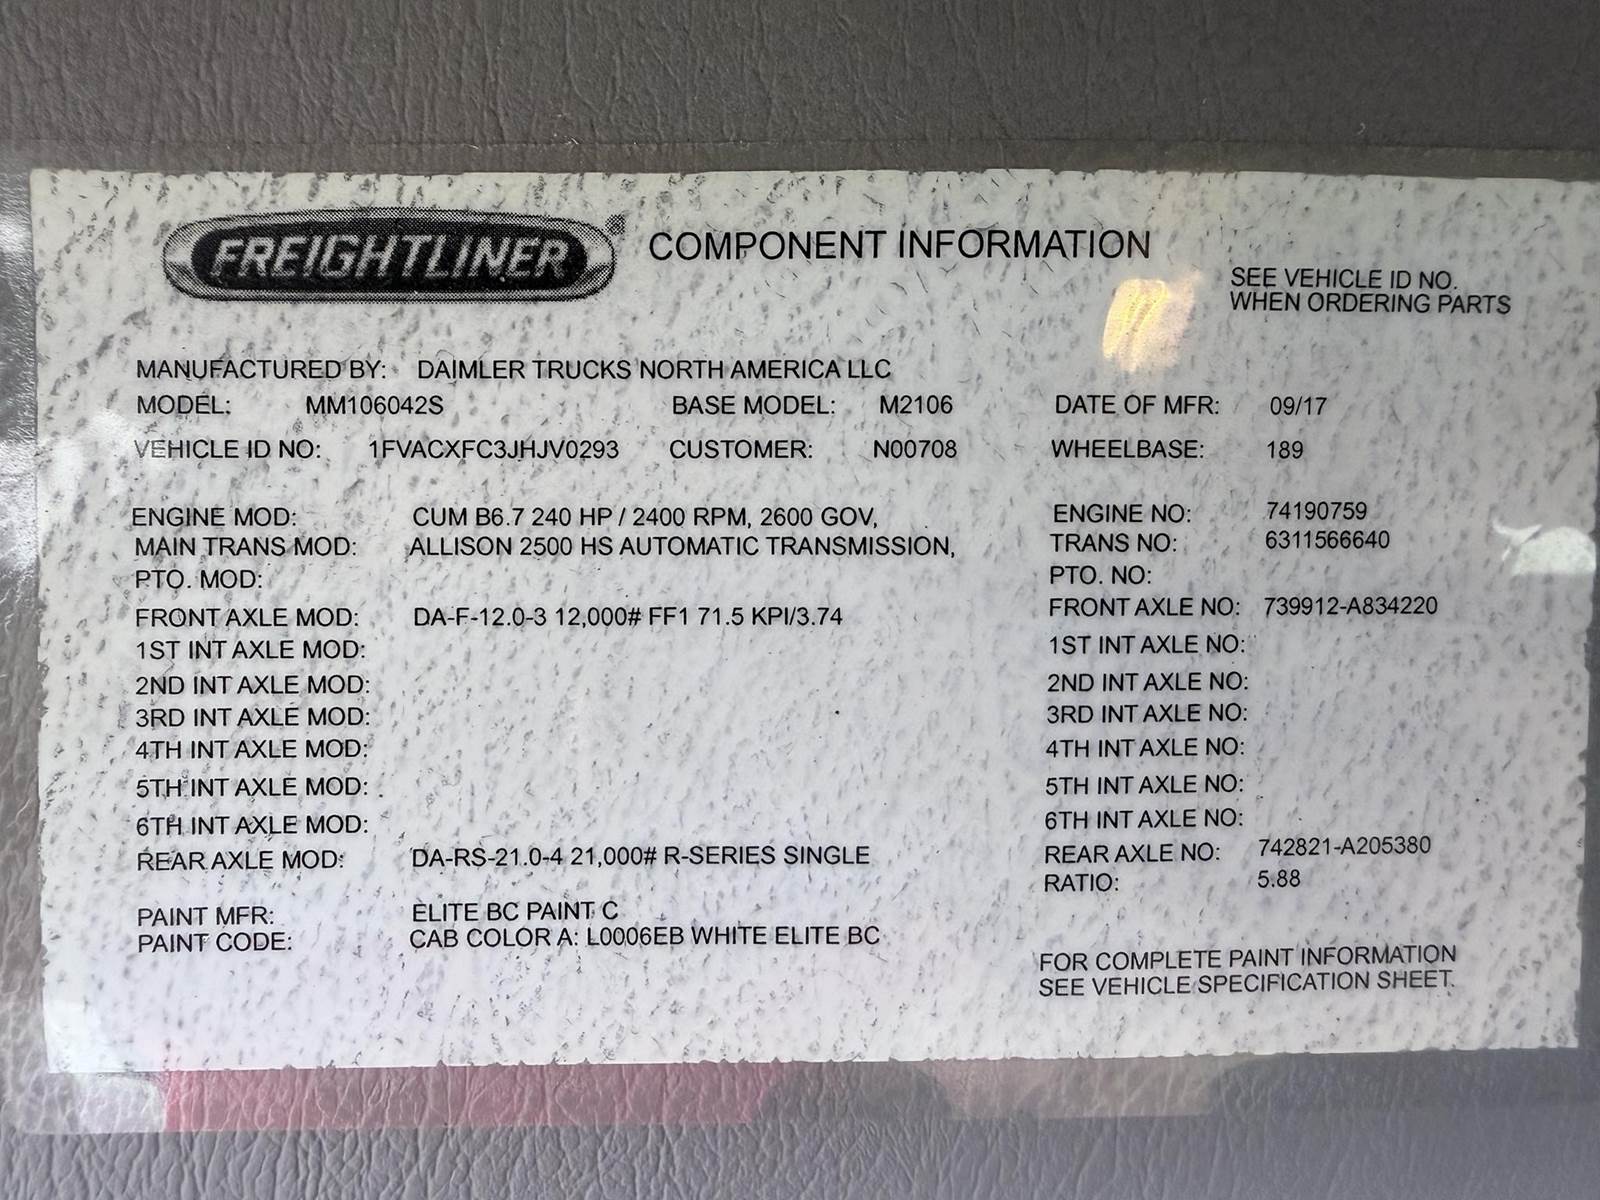 FREIGHTLINER® COMPONENT INFORMATION
SEE VEHICLE ID NO.
WHEN ORDERING PARTS
MANUFACTURED BY: DAIMLER TRUCKS NORTH AMERICA LLC
MODEL: MM106042S BASE MODEL: M2106 DATE OF MFR: 09/17
VEHICLE ID NO: 1FVACXFC3JHJV0293 CUSTOMER: N00708 WHEELBASE: 189
ENGINE MOD: CUM B6.7 240 HP / 2400 RPM, 2600 GOV, ENGINE NO: 74190759
MAIN TRANS MOD: ALLISON 2500 HS AUTOMATIC TRANSMISSION, TRANS NO: 6311566640
PTO. MOD: PTO. NO:
FRONT AXLE MOD: DA-F-12.0-3 12,000# FF1 71.5 KPI/3.74 FRONT AXLE NO: 739912-A834220
1ST INT AXLE MOD: 1ST INT AXLE NO:
2ND INT AXLE MOD: 2ND INT AXLE NO:
3RD INT AXLE MOD: 3RD INT AXLE NO:
4TH INT AXLE MOD: 4TH INT AXLE NO:
5TH INT AXLE MOD: 5TH INT AXLE NO:
6TH INT AXLE MOD: 6TH INT AXLE NO:
REAR AXLE MOD: DA-RS-21.0-4 21,000# R-SERIES SINGLE REAR AXLE NO: 742821-A205380
RATIO: 5.88
PAINT MFR: ELITE BC PAINT C
PAINT CODE: CAB COLOR A: L0006EB WHITE ELITE BC
FOR COMPLETE PAINT INFORMATION
SEE VEHICLE SPECIFICATION SHEET.